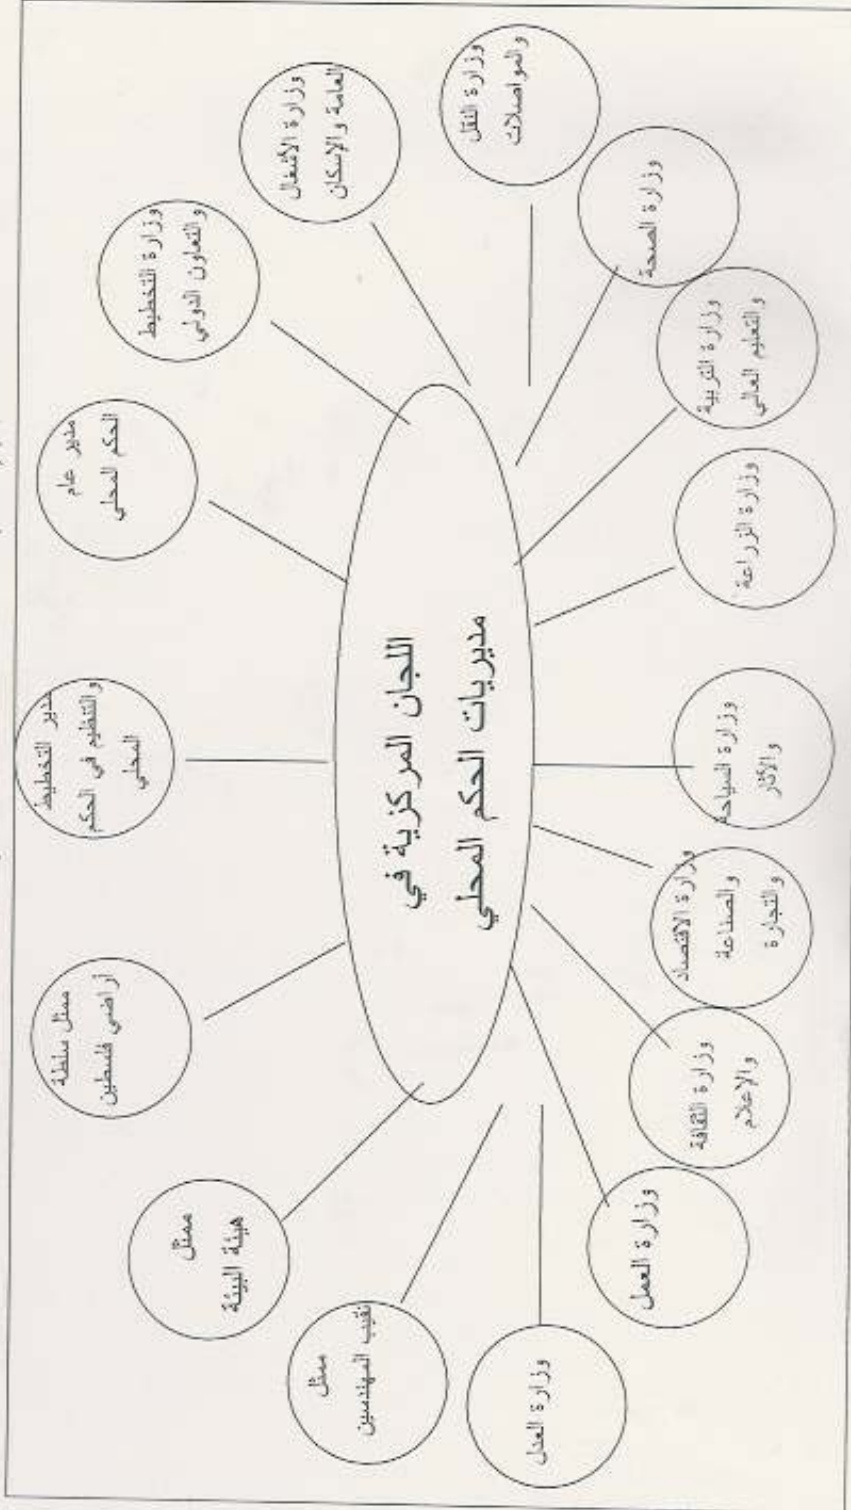 مدير التخطيط
والتنظيم في الحكم
المحلي
مدير عام
الحكم المحلي
ممثل سلطة
أراضي فلسطين
وزارة التخطيط
والتعاون الدولي
ممثل
هيئة البيئة
وزارة الأشغال
العامة والإسكان
ممثل
نقيب المهندسين
اللجان المركزية في
مديريات الحكم المحلي
وزارة النقل
والمواصلات
وزارة العدل
وزارة الصحة
وزارة العمل
وزارة التربية
والتعليم العالي
وزارة الثقافة
والإعلام
وزارة الزراعة
وزارة السياحة
والآثار
وزارة الاقتصاد
والصناعة
والتجارة